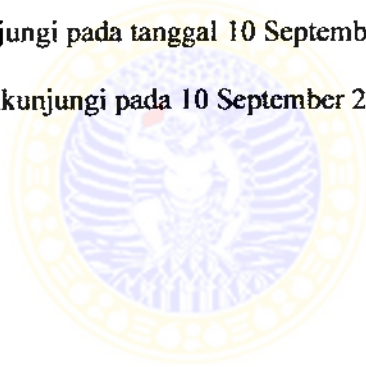 jungi pada tanggal 10 Septemb
kunjungi pada 10 September 2